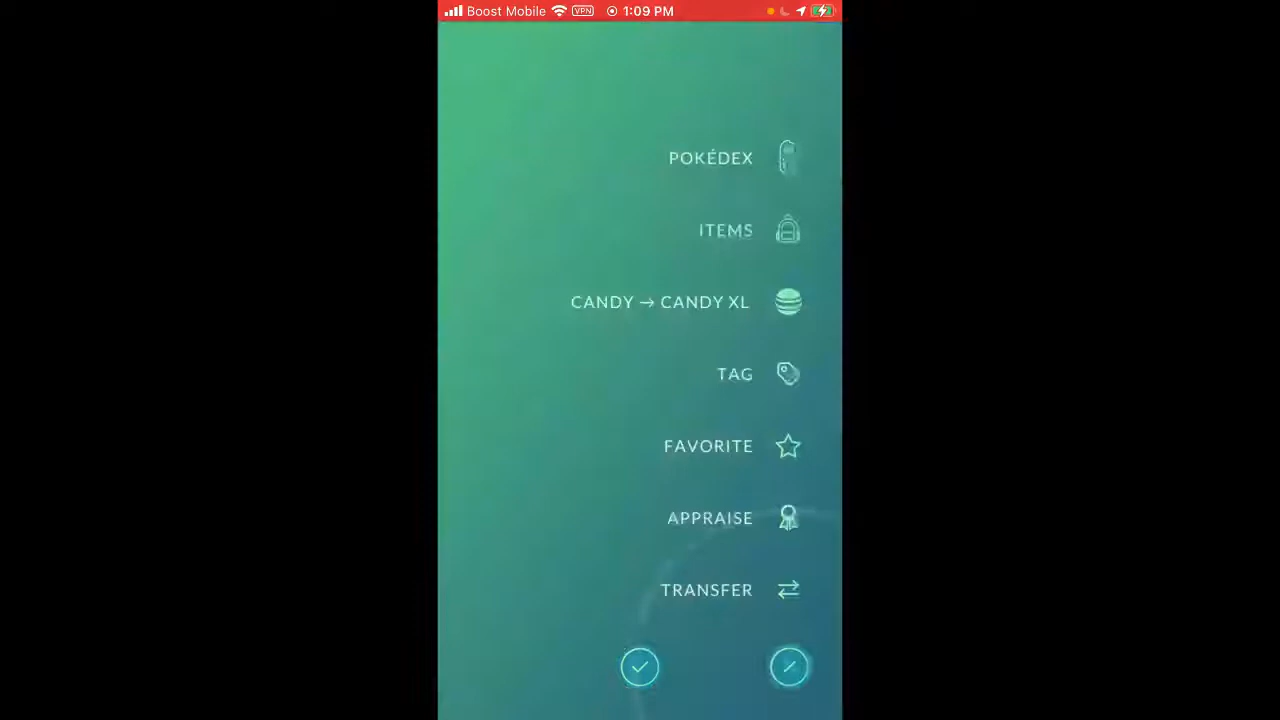 Boost Mobile VPN 1:09 PM
POKÉDEX
ITEMS
CANDY → CANDY XL
TAG
FAVORITE
APPRAISE
TRANSFER